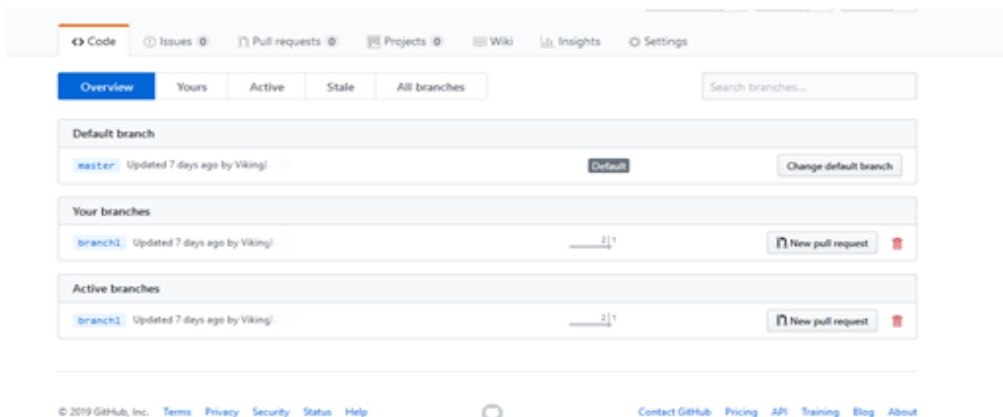 Code Issues 0 Pull requests 0 Projects 0 Wiki Insights Settings
Overview Yours Active Stale All branches Search branches...
Default branch
master Updated 7 days ago by Viking! Default Change default branch
Your branches
branch1 Updated 7 days ago by Viking! 2 1 New pull request
Active branches
branch1 Updated 7 days ago by Viking! 2 1 New pull request
© 2019 GitHub, Inc. Terms Privacy Security Status Help Contact GitHub Pricing API Training Blog About